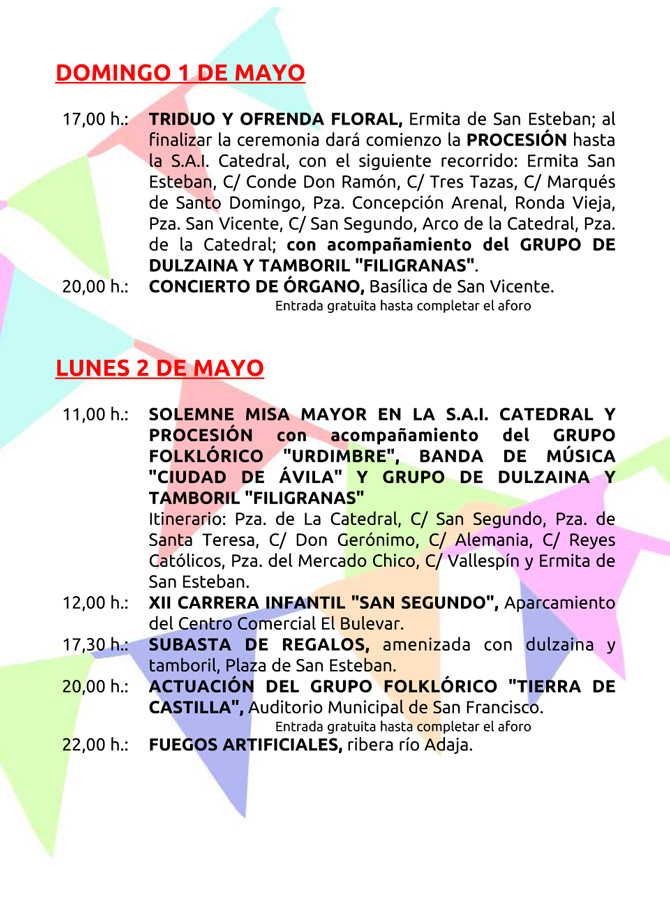 DOMINGO 1 DE MAYO
17,00 h.: TRIDUO Y OFRENDA FLORAL, Ermita de San Esteban; al
finalizar la ceremonia dará comienzo la PROCESIÓN hasta
la S.A.I. Catedral, con el siguiente recorrido: Ermita San
Esteban, C/ Conde Don Ramón, C/ Tres Tazas, C/ Marqués
de Santo Domingo, Pza. Concepción Arenal, Ronda Vieja,
Pza. San Vicente, C/ San Segundo, Arco de la Catedral, Pza.
de la Catedral; con acompañamiento del GRUPO DE
DULZAINA Y TAMBORIL "FILIGRANAS".
20,00 h.: CONCIERTO DE ÓRGANO, Basílica de San Vicente.
Entrada gratuita hasta completar el aforo
LUNES 2 DE MAYO
11,00 h.: SOLEMNE MISA MAYOR EN LA S.A.I. CATEDRAL Y
PROCESIÓN con acompañamiento del GRUPO
FOLKLÓRICO "URDIMBRE", BANDA DE MÚSICA
"CIUDAD DE ÁVILA" Y GRUPO DE DULZAINA Y
TAMBORIL "FILIGRANAS"
Itinerario: Pza. de La Catedral, C/ San Segundo, Pza. de
Santa Teresa, C/ Don Gerónimo, C/ Alemania, C/ Reyes
Católicos, Pza. del Mercado Chico, C/ Vallespín y Ermita de
San Esteban.
12,00 h.: XII CARRERA INFANTIL "SAN SEGUNDO", Aparcamiento
del Centro Comercial El Bulevar.
17,30 h.: SUBASTA DE REGALOS, amenizada con dulzaina y
tamboril, Plaza de San Esteban.
20,00 h.: ACTUACIÓN DEL GRUPO FOLKLÓRICO "TIERRA DE
CASTILLA", Auditorio Municipal de San Francisco.
Entrada gratuita hasta completar el aforo
22,00 h.: FUEGOS ARTIFICIALES, ribera río Adaja.